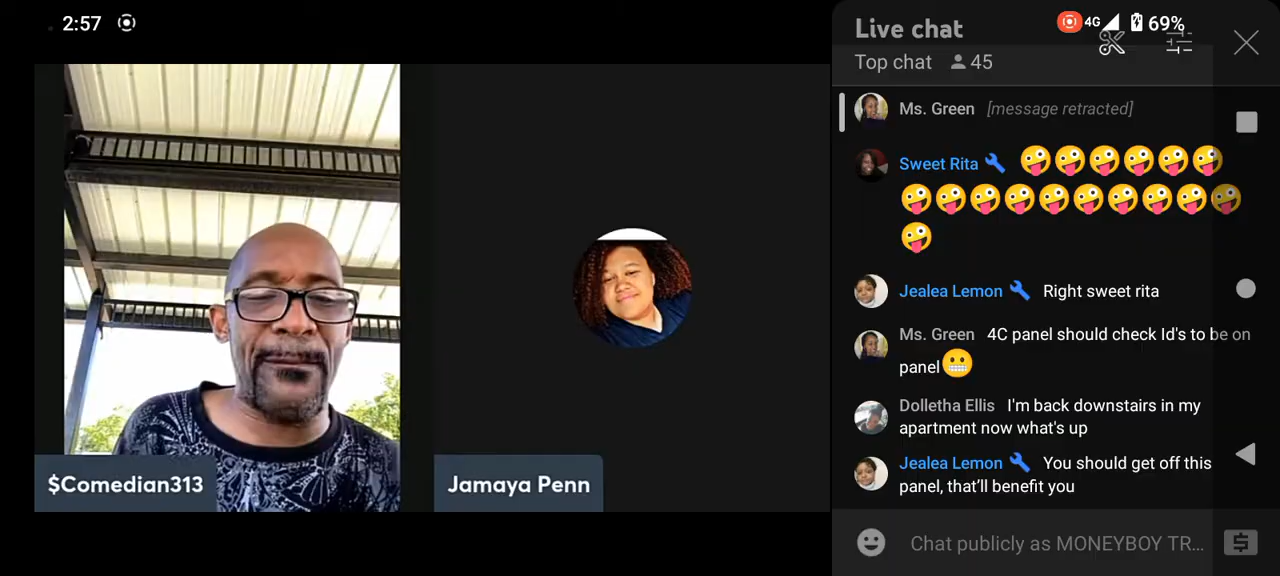 2:57
4G 69%
Live chat
Top chat 45
Ms. Green [message retracted]
Sweet Rita 🤪🤪🤪🤪🤪🤪
🤪🤪🤪🤪🤪🤪🤪🤪🤪🤪
🤪
Jealea Lemon Right sweet rita
Ms. Green 4C panel should check Id's to be on
panel😬
Dolletha Ellis I'm back downstairs in my
apartment now what's up
Jealea Lemon You should get off this
panel, that'll benefit you
$Comedian313
Jamaya Penn
Chat publicly as MONEYBOY TR...